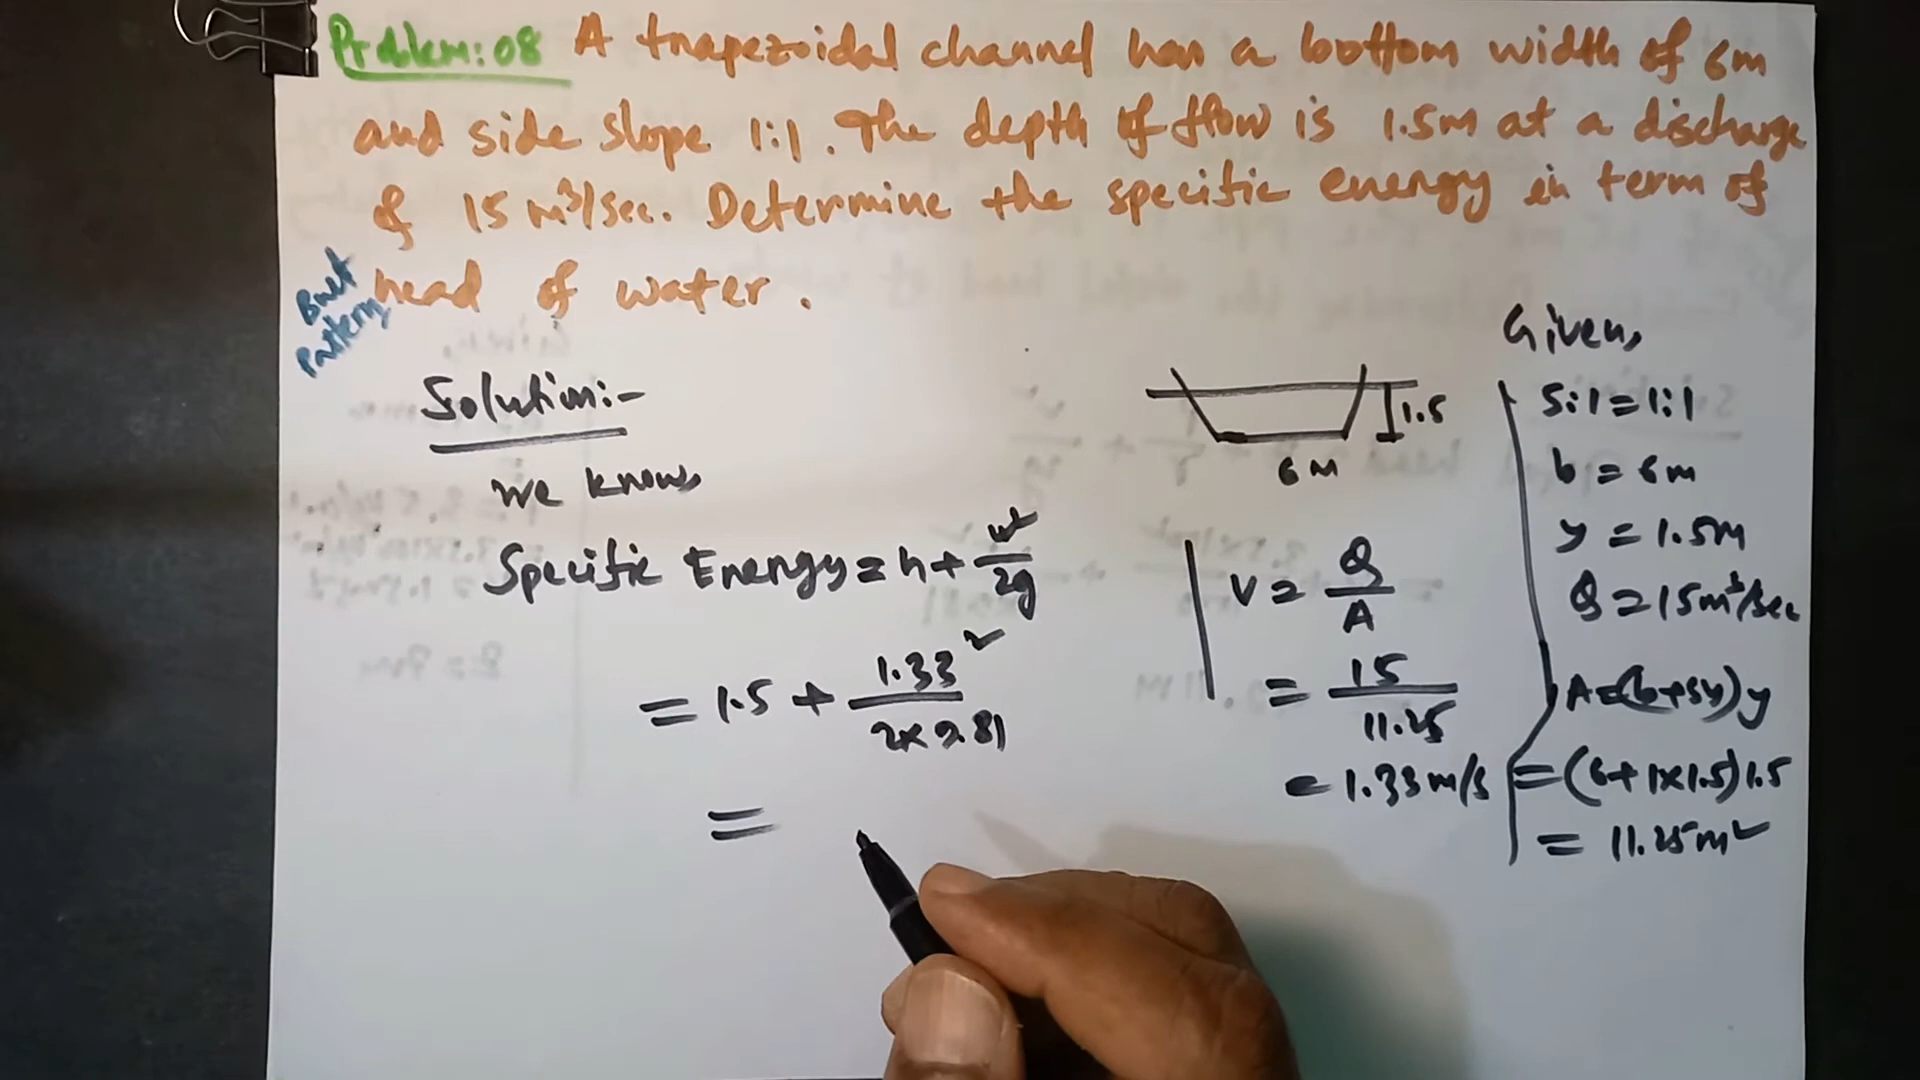 Problem: 08 A trapezoidal channel has a bottom width of 6m
and side slope 1:1. The depth of flow is 1.5m at a discharge
of 15 m³/sec. Determine the specific energy in term of
head of water.
Buet
Pattern
Solution:-
We know,
Specific Energy = h + v²/2g
= 1.5 + 1.33²/2×9.81
=
6m
1.5
V = Q/A
= 15/11.25
= 1.33 m/s
Given,
S:1 = 1:1
b = 6m
y = 1.5m
Q = 15m³/sec
A = (b+sy)y
= (6+1×1.5)1.5
= 11.25m²